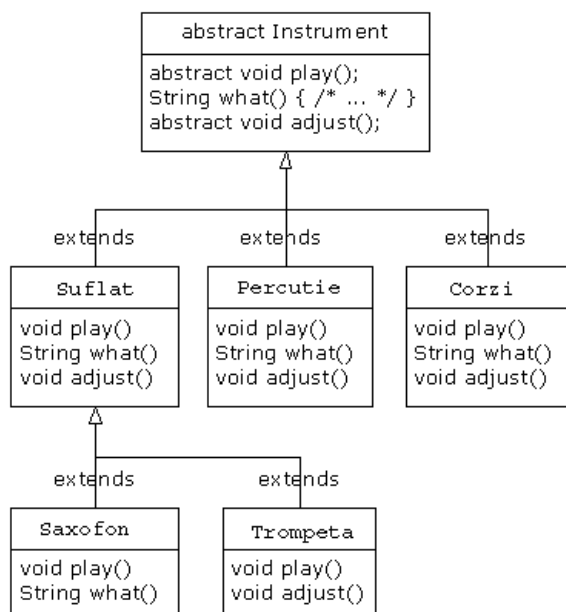 abstract Instrument
abstract void play();
String what() { /* ... */ }
abstract void adjust();
extends extends extends
Suflat
void play()
String what()
void adjust()
Percutie
void play()
String what()
void adjust()
Corzi
void play()
String what()
void adjust()
extends extends
Saxofon
void play()
String what()
Trompeta
void play()
void adjust()